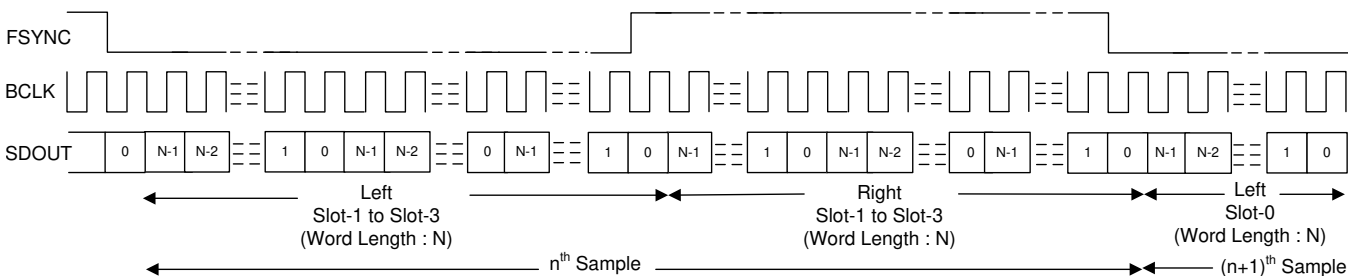 FSYNC
BCLK
SDOUT 0 N-1 N-2 1 0 N-1 N-2 0 N-1 1 0 N-1 1 0 N-1 N-2 0 N-1 1 0 N-1 N-2 1 0
Left
Slot-1 to Slot-3
(Word Length : N)
Right
Slot-1 to Slot-3
(Word Length : N)
Left
Slot-0
(Word Length : N)
nth Sample
(n+1)th Sample